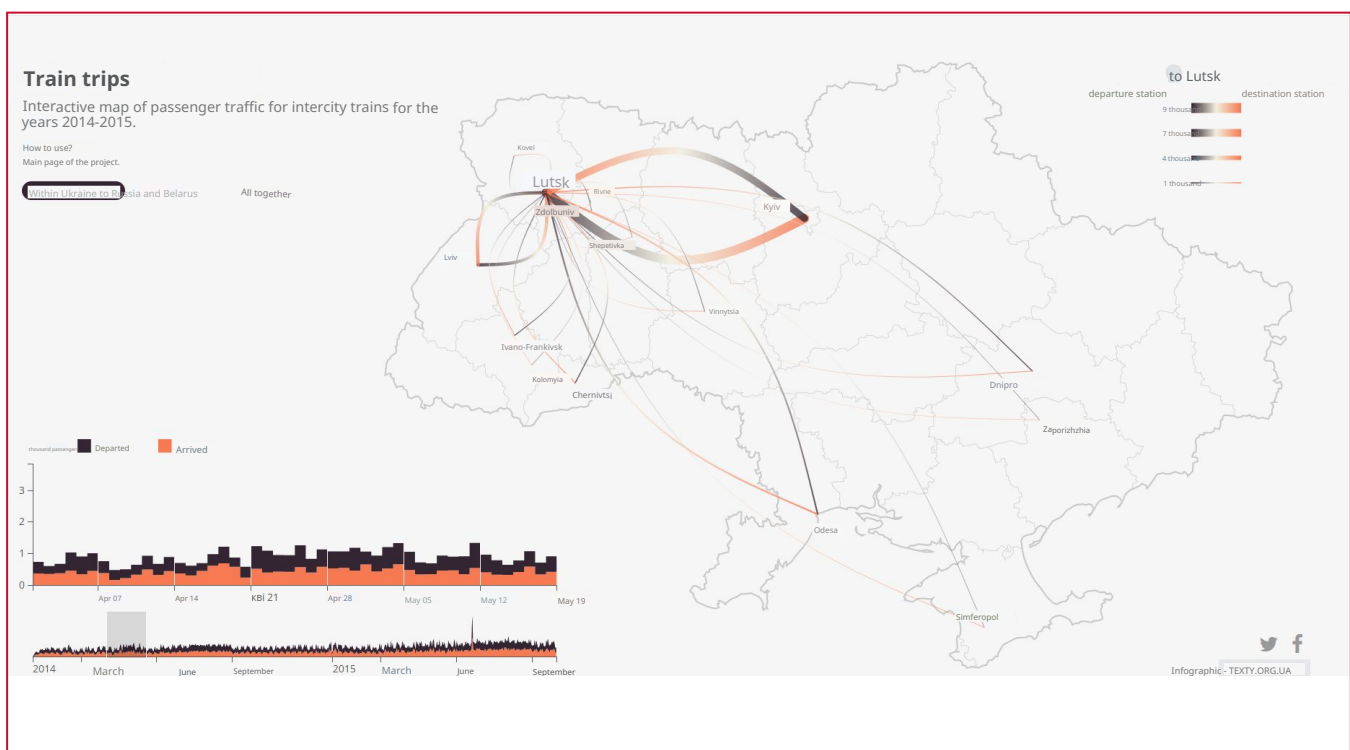 Train trips
Interactive map of passenger traffic for intercity trains for the
years 2014-2015.
How to use?
Main page of the project.
Within Ukraine to Russia and Belarus
All together
to Lutsk
departure station
destination station
9 thousand
7 thousand
4 thousand
1 thousand
Kovel
Lutsk
Rivne
Zdolbuniv
Kyiv
Shepetivka
Lviv
Vinnytsia
Ivano-Frankivsk
Kolomyia
Chernivtsi
Dnipro
Zaporizhzhia
Odesa
Simferopol
thousand passengers
Departed
Arrived
3
2
1
0
Apr 07
Apr 14
КВІ 21
Apr 28
May 05
May 12
May 19
2014
March
June
September
2015
March
June
September
Infographic - TEXTY.ORG.UA